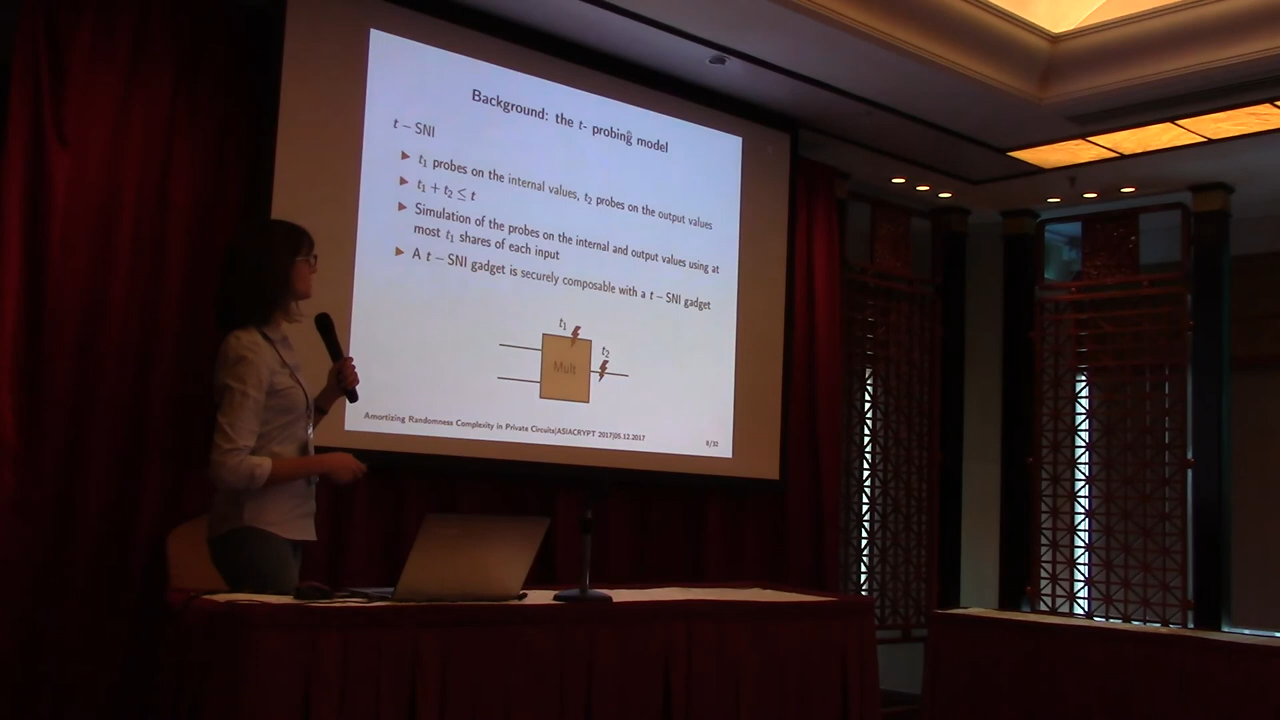 Background: the t- probing model
t – SNI
▶ t₁ probes on the internal values, t₂ probes on the output values
▶ t₁ + t₂ ≤ t
▶ Simulation of the probes on the internal and output values using at
most t₁ shares of each input
▶ A t – SNI gadget is securely composable with a t – SNI gadget
t₁
t₂
Mult
Amortizing Randomness Complexity in Private Circuits|ASIACRYPT 2017|05.12.2017
8/32